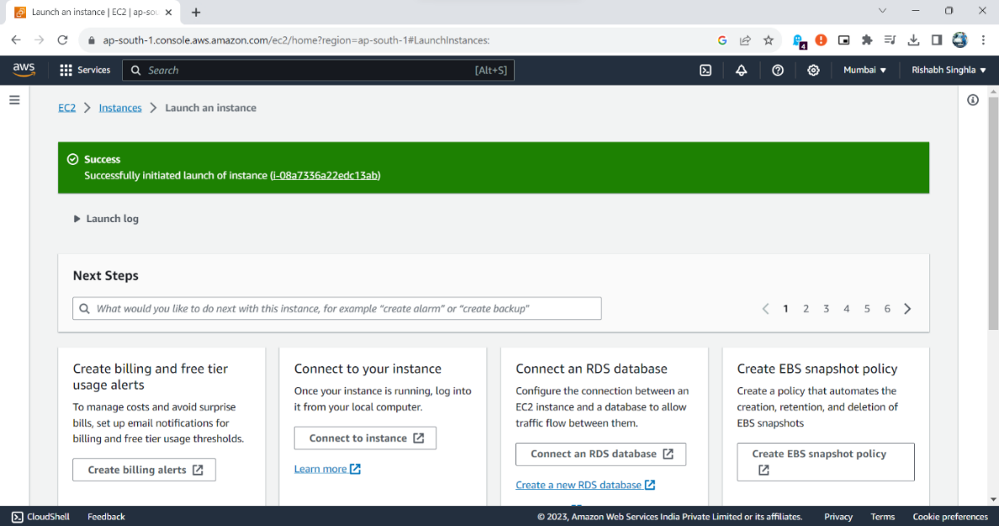 Launch an instance | EC2 | ap-sou
ap-south-1.console.aws.amazon.com/ec2/home?region=ap-south-1#LaunchInstances:
G
4
aws
Services
Search
[Alt+S]
Mumbai
Rishabh Singhla
EC2
Instances
Launch an instance
Success
Successfully initiated launch of instance (i-08a7336a22edc13ab)
Launch log
Next Steps
What would you like to do next with this instance, for example “create alarm” or “create backup”
1 2 3 4 5 6
Create billing and free tier
usage alerts
To manage costs and avoid surprise
bills, set up email notifications for
billing and free tier usage thresholds.
Create billing alerts
Connect to your instance
Once your instance is running, log into
it from your local computer.
Connect to instance
Learn more
Connect an RDS database
Configure the connection between an
EC2 instance and a database to allow
traffic flow between them.
Connect an RDS database
Create a new RDS database
Create EBS snapshot policy
Create a policy that automates the
creation, retention, and deletion of
EBS snapshots
Create EBS snapshot policy
CloudShell
Feedback
© 2023, Amazon Web Services India Private Limited or its affiliates.
Privacy
Terms
Cookie preferences